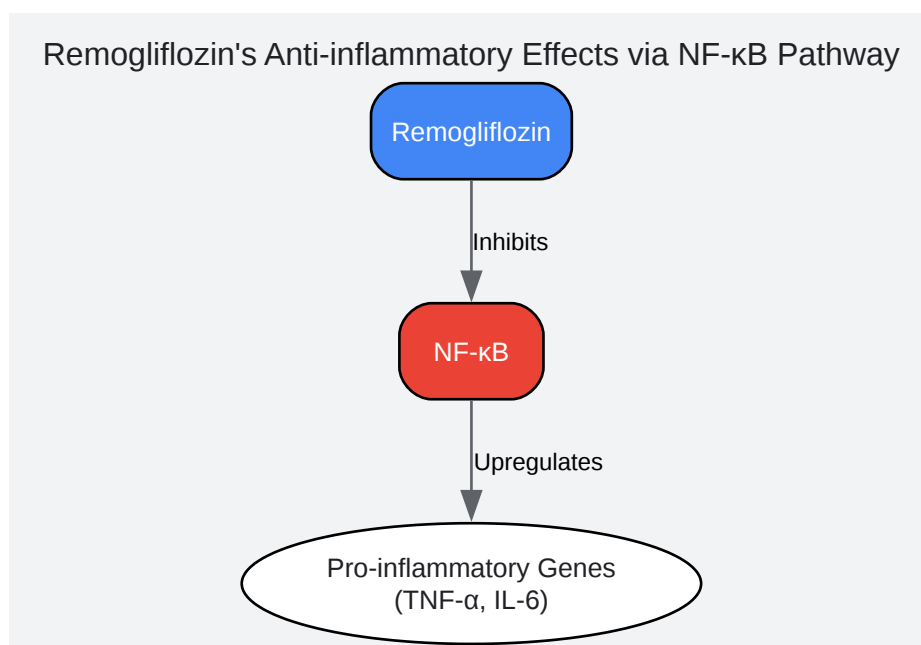 Remogliflozin's Anti-inflammatory Effects via NF-κB Pathway
Remogliflozin
Inhibits
NF-κB
Upregulates
Pro-inflammatory Genes
(TNF-α, IL-6)